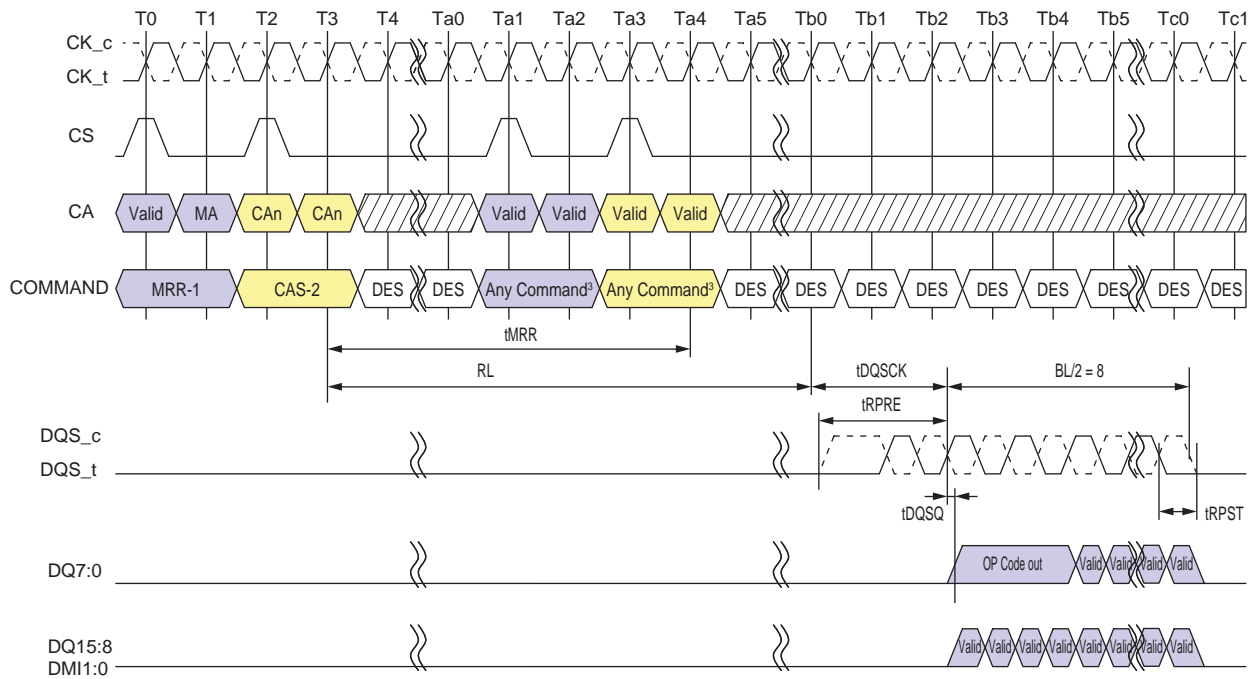 T0 T1 T2 T3 T4 Ta0 Ta1 Ta2 Ta3 Ta4 Ta5 Tb0 Tb1 Tb2 Tb3 Tb4 Tb5 Tc0 Tc1
CK_c
CK_t
CS
CA Valid MA CAn CAn Valid Valid Valid Valid
COMMAND MRR-1 CAS-2 DES DES Any Command³ Any Command³ DES DES DES DES DES DES DES DES DES
tMRR
RL tDQSCK BL/2 = 8
tRPRE
DQS_c
DQS_t
tDQSQ tRPST
DQ7:0 OP Code out Valid Valid Valid Valid
DQ15:8 Valid Valid Valid Valid Valid Valid Valid Valid
DMI1:0